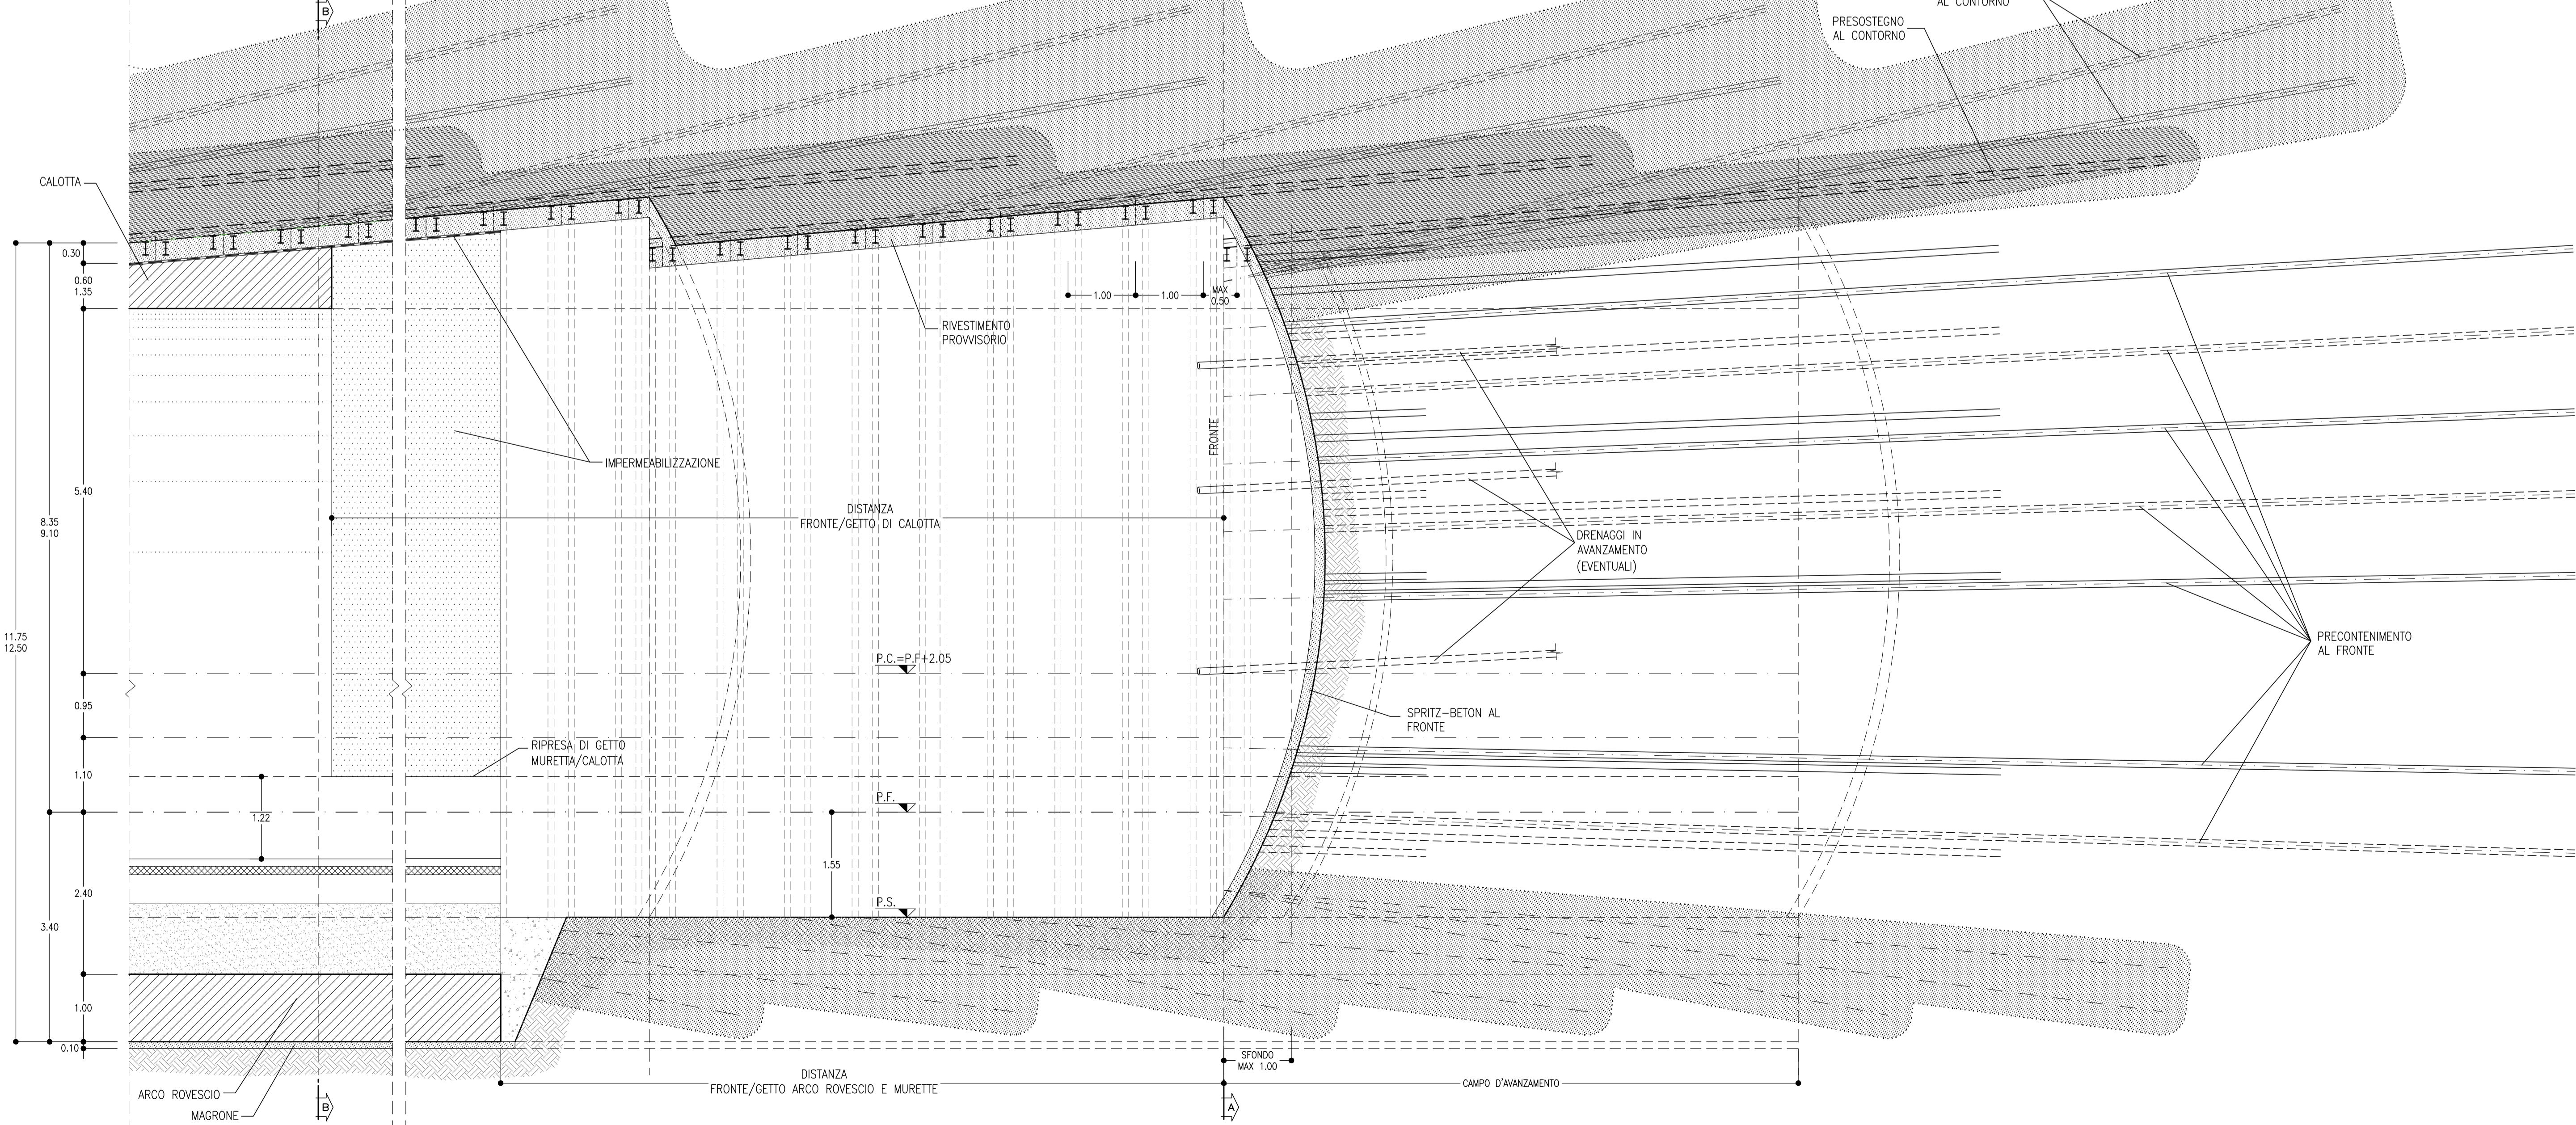 B
AL CONTORNO
PRESOSTEGNO
AL CONTORNO
CALOTTA
0.30
0.60
1.35
1.00
1.00
MAX
0.50
RIVESTIMENTO
PROVVISORIO
FRONTE
IMPERMEABILIZZAZIONE
5.40
8.35
9.10
DISTANZA
FRONTE/GETTO DI CALOTTA
DRENAGGI IN
AVANZAMENTO
(EVENTUALI)
11.75
12.50
PRECONTENIMENTO
AL FRONTE
P.C.=P.F+2.05
0.95
SPRITZ-BETON AL
FRONTE
RIPRESA DI GETTO
MURETTA/CALOTTA
1.10
P.F.
1.22
1.55
2.40
P.S.
3.40
1.00
0.10
SFONDO
MAX 1.00
DISTANZA
FRONTE/GETTO ARCO ROVESCIO E MURETTE
CAMPO D'AVANZAMENTO
ARCO ROVESCIO
MAGRONE
B
A